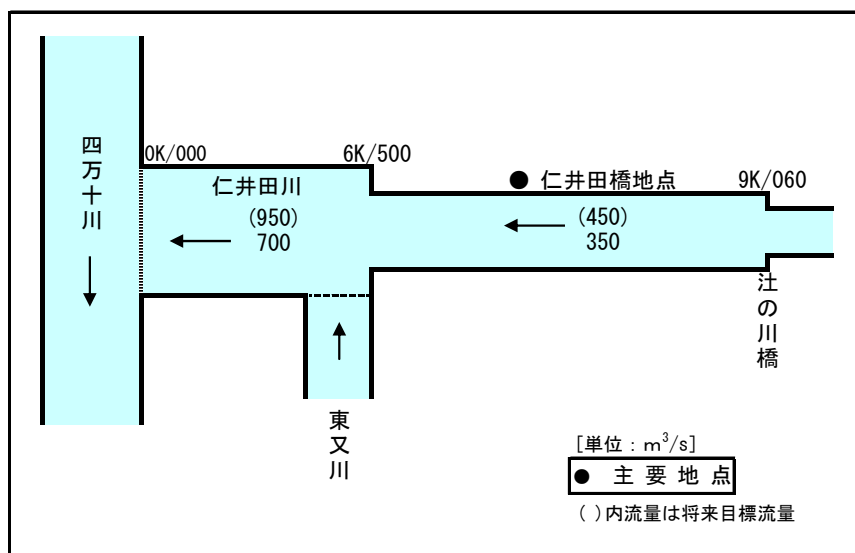 四万十川
0K/000
6K/500
仁井田川
(950)
700
● 仁井田橋地点
9K/060
(450)
350
辷の川橋
東又川
[単位：m³/s]
● 主要地点
( )内流量は将来目標流量